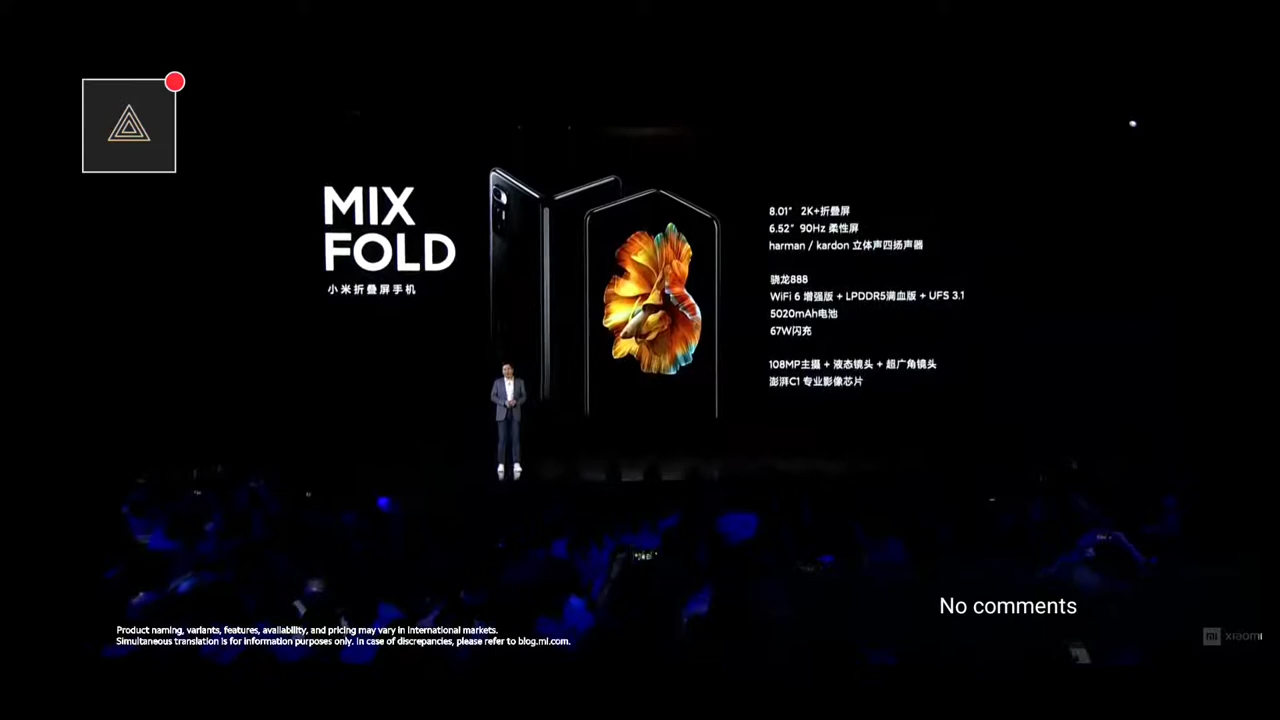 MIX
FOLD
小米折叠屏手机
8.01" 2K+折叠屏
6.52" 90Hz 柔性屏
harman / kardon 立体声四扬声器
骁龙888
WiFi 6 增强版 + LPDDR5满血版 + UFS 3.1
5020mAh电池
67W闪充
108MP主摄 + 液态镜头 + 超广角镜头
澎湃C1 专业影像芯片
No comments
Product naming, variants, features, availability, and pricing may vary in international markets.
Simultaneous translation is for information purposes only. In case of discrepancies, please refer to blog.mi.com.
mi xiaomi